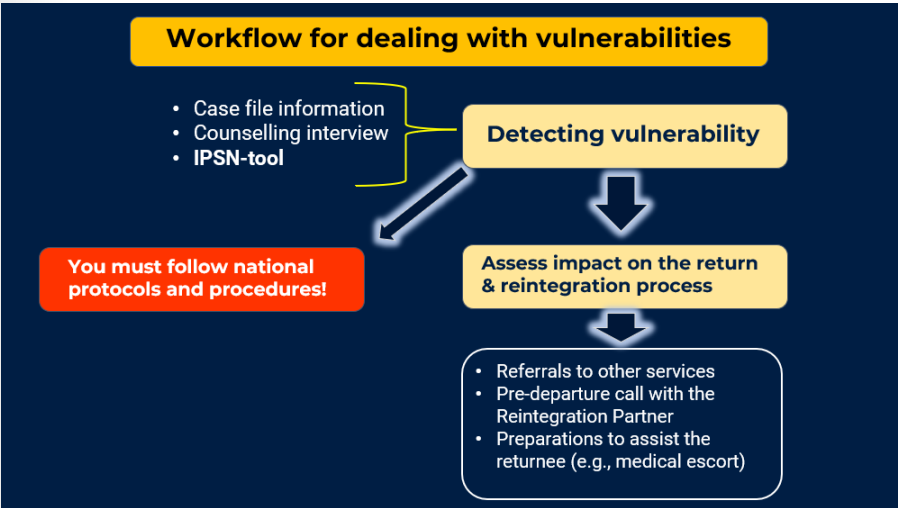 Workflow for dealing with vulnerabilities
• Case file information
• Counselling interview
• IPSN-tool
Detecting vulnerability
You must follow national
protocols and procedures!
Assess impact on the return
& reintegration process
• Referrals to other services
• Pre-departure call with the
Reintegration Partner
• Preparations to assist the
returnee (e.g., medical escort)